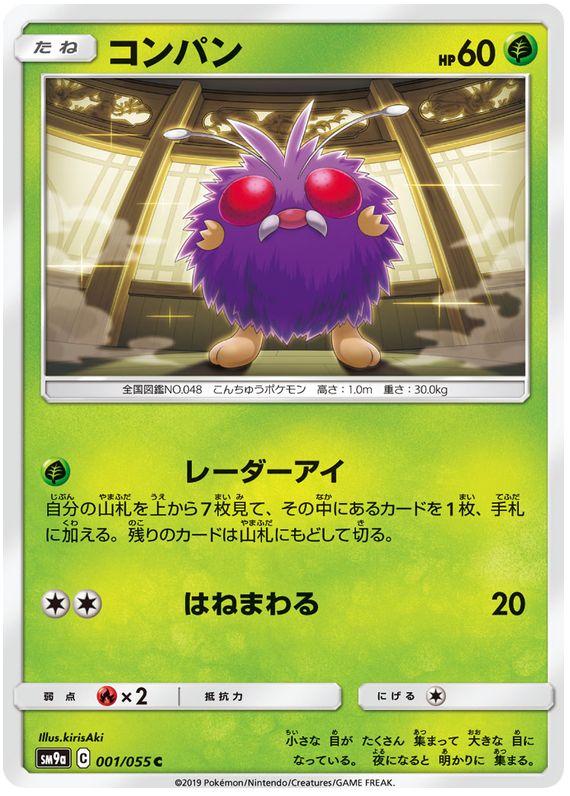 たね コンパン HP60
全国図鑑NO.048 こんちゅうポケモン 高さ：1.0m 重さ：30.0kg
レーダーアイ
自分の山札を上から7枚見て、その中にあるカードを1枚、手札
に加える。残りのカードは山札にもどして切る。
はねまわる 20
弱点 ×2 抵抗力 にげる
Illus.kirisAki
SM9a C 001/055 C
小さな 目が たくさん 集まって 大きな 目に
なっている。夜になると 明かりに 集まる。
©2019 Pokémon/Nintendo/Creatures/GAME FREAK.